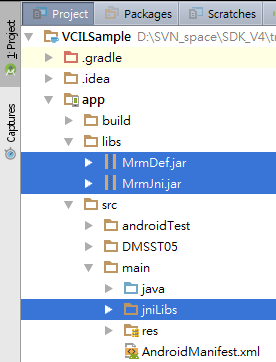 Project Packages Scratches
1: Project
Captures
VCILSample D:\SVN_space\SDK_V4\t
.gradle
.idea
app
build
libs
MrmDef.jar
MrmJni.jar
src
androidTest
DMSST05
main
java
jniLibs
res
AndroidManifest.xml